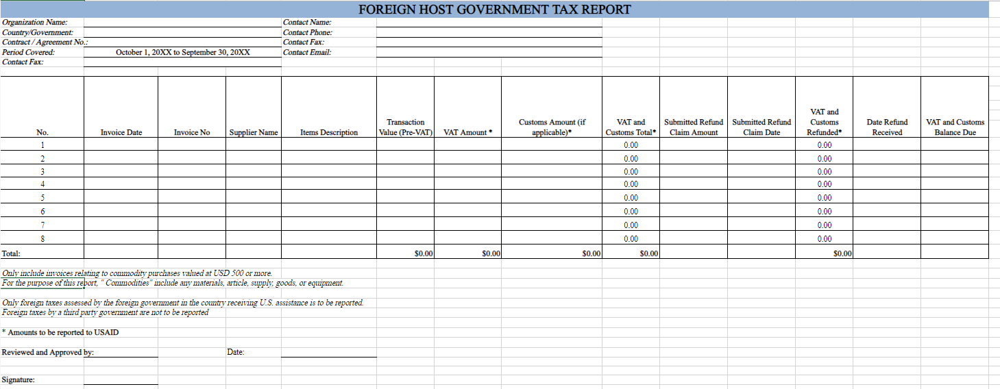 FOREIGN HOST GOVERNMENT TAX REPORT
Organization Name: Contact Name:
Country/Government: Contact Phone:
Contract / Agreement No.: Contact Fax:
Period Covered: October 1, 20XX to September 30, 20XX Contact Email:
Contact Fax:
No. Invoice Date Invoice No Supplier Name Items Description Transaction Value (Pre-VAT) VAT Amount * Customs Amount (if applicable)* VAT and Customs Total* Submitted Refund Claim Amount Submitted Refund Claim Date VAT and Customs Refunded* Date Refund Received VAT and Customs Balance Due
1 0.00 0.00
2 0.00 0.00
3 0.00 0.00
4 0.00 0.00
5 0.00 0.00
6 0.00 0.00
7 0.00 0.00
8 0.00 0.00
Total: $0.00 $0.00 $0.00 $0.00 $0.00
Only include invoices relating to commodity purchases valued at USD 500 or more.
For the purpose of this report, " Commodities" include any materials, article, supply, goods, or equipment.
Only foreign taxes assessed by the foreign government in the country receiving U.S. assistance is to be reported.
Foreign taxes by a third party government are not to be reported
* Amounts to be reported to USAID
Reviewed and Approved by: Date:
Signature: